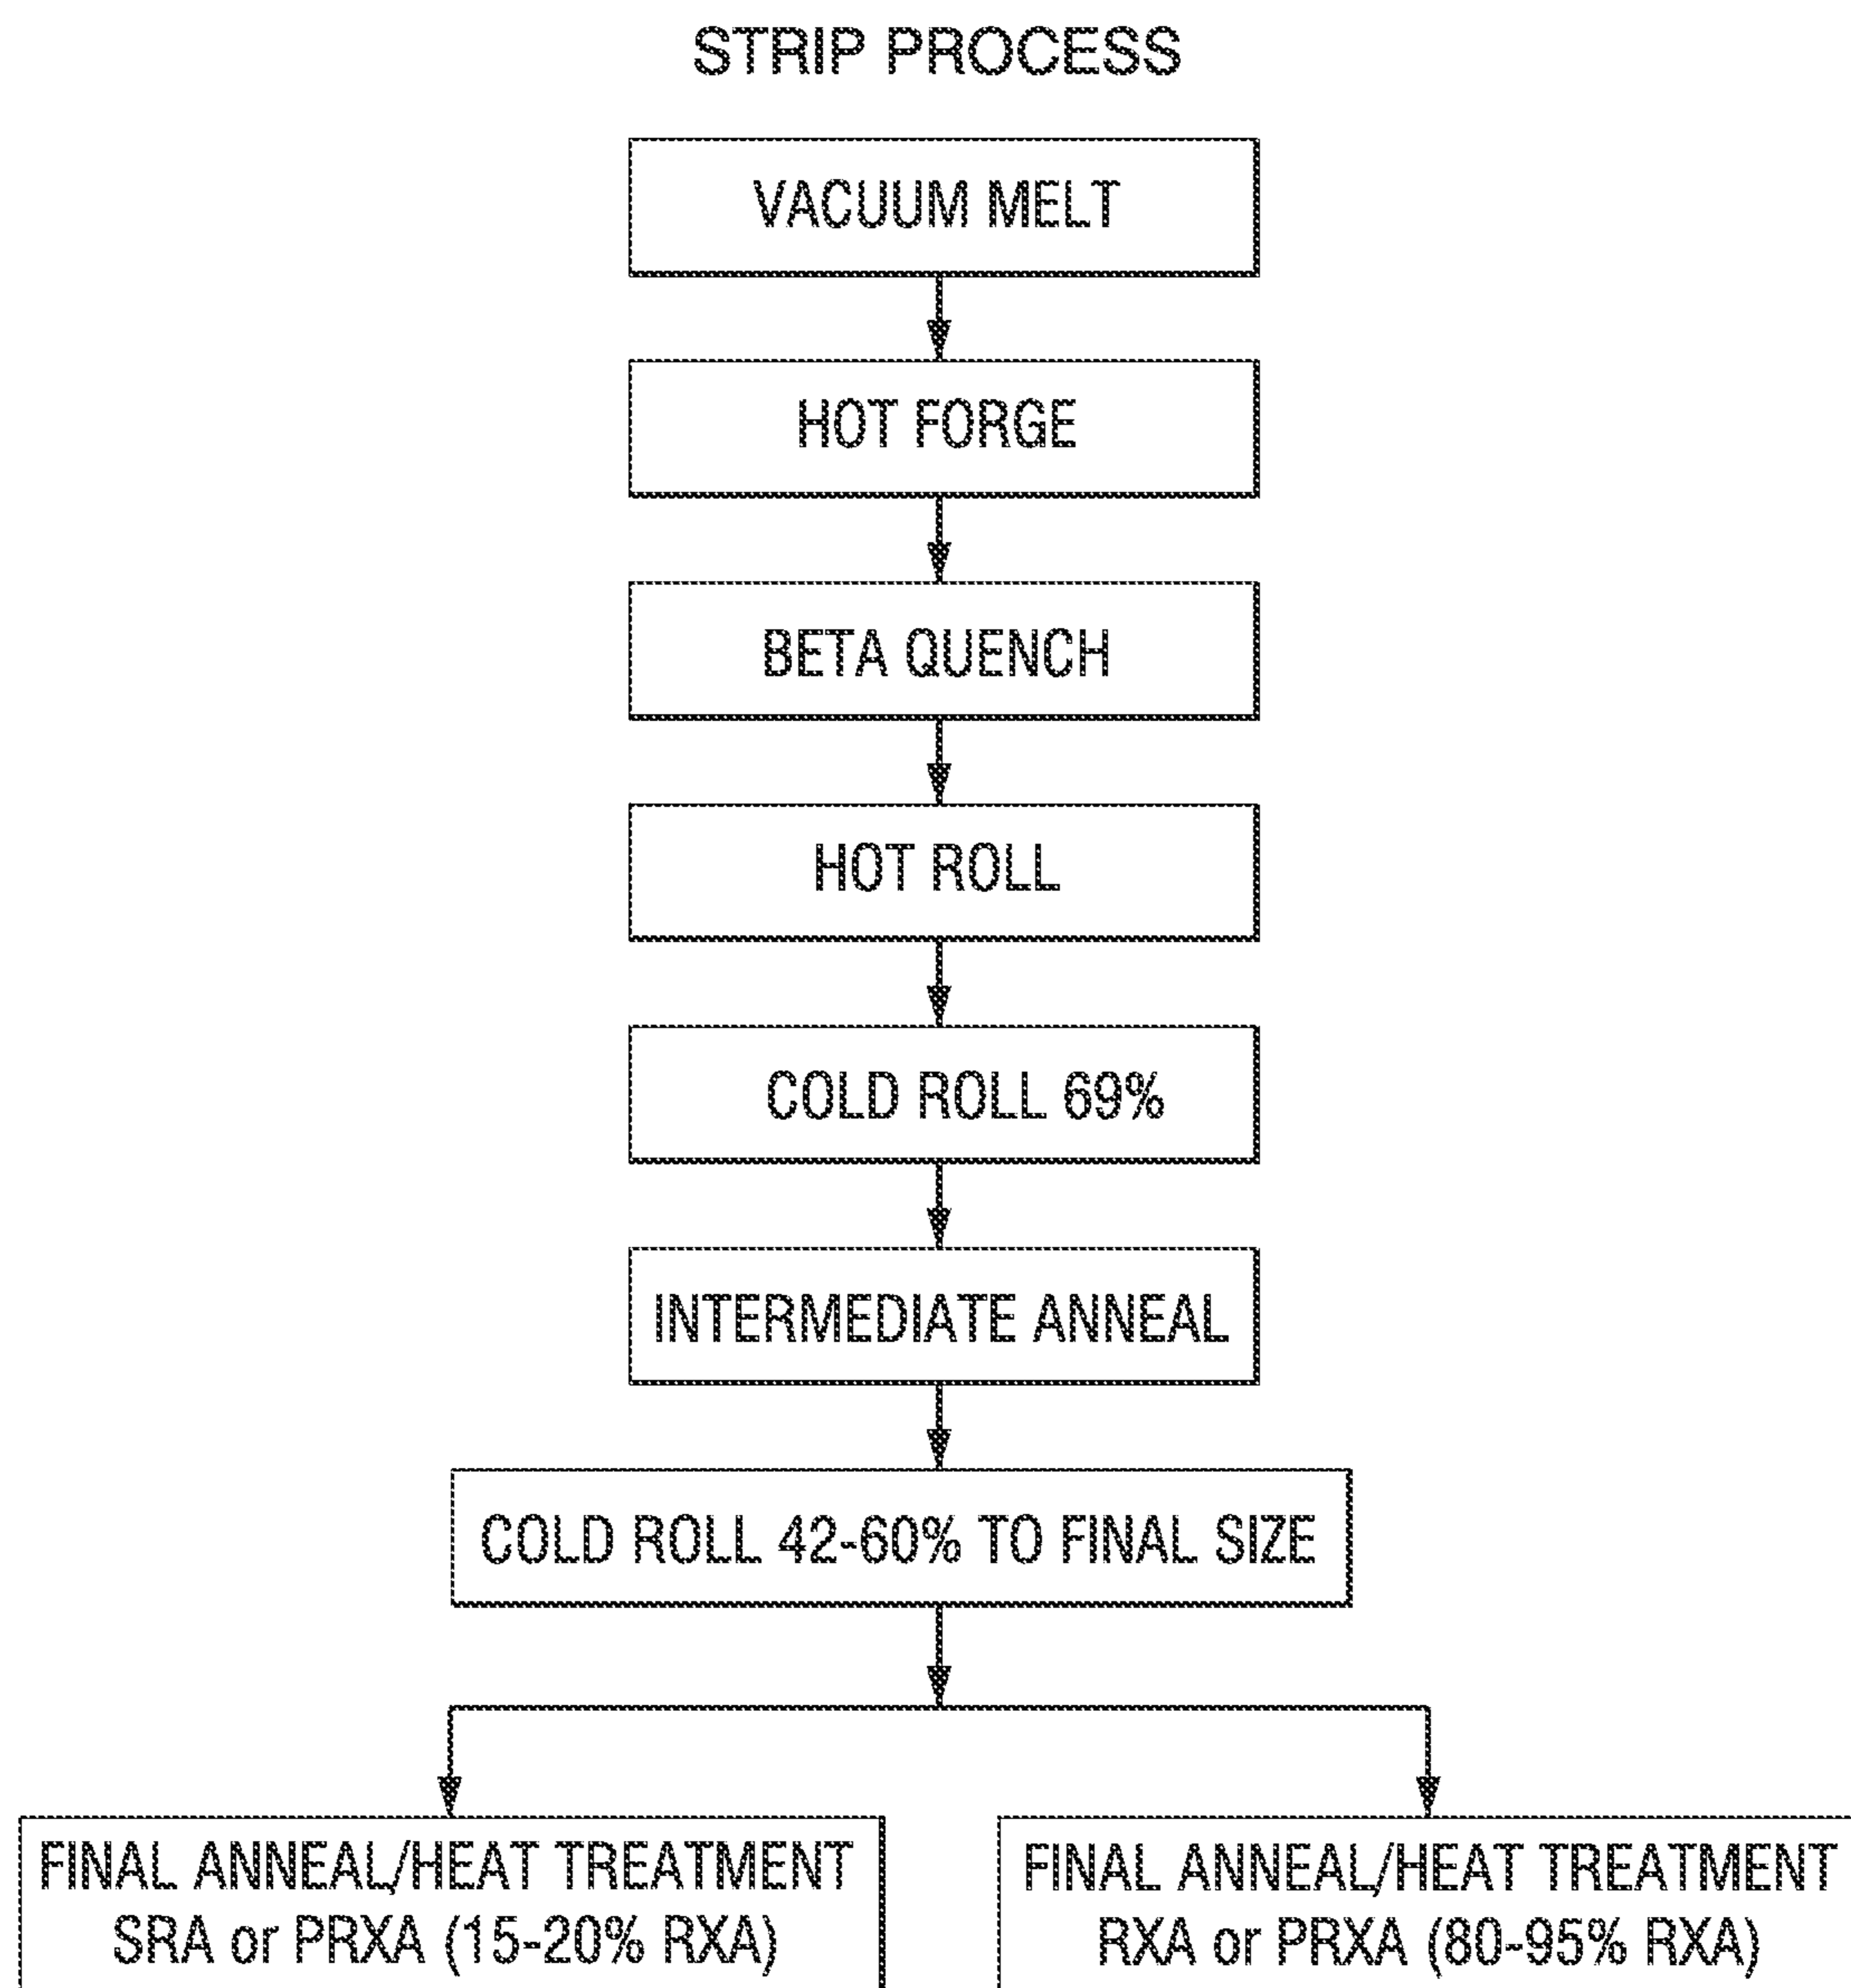 STRIP PROCESS
VACUUM MELT
HOT FORGE
BETA QUENCH
HOT ROLL
COLD ROLL 69%
INTERMEDIATE ANNEAL
COLD ROLL 42-60% TO FINAL SIZE
FINAL ANNEAL/HEAT TREATMENT
SRA or PRXA (15-20% RXA)
FINAL ANNEAL/HEAT TREATMENT
RXA or PRXA (80-95% RXA)